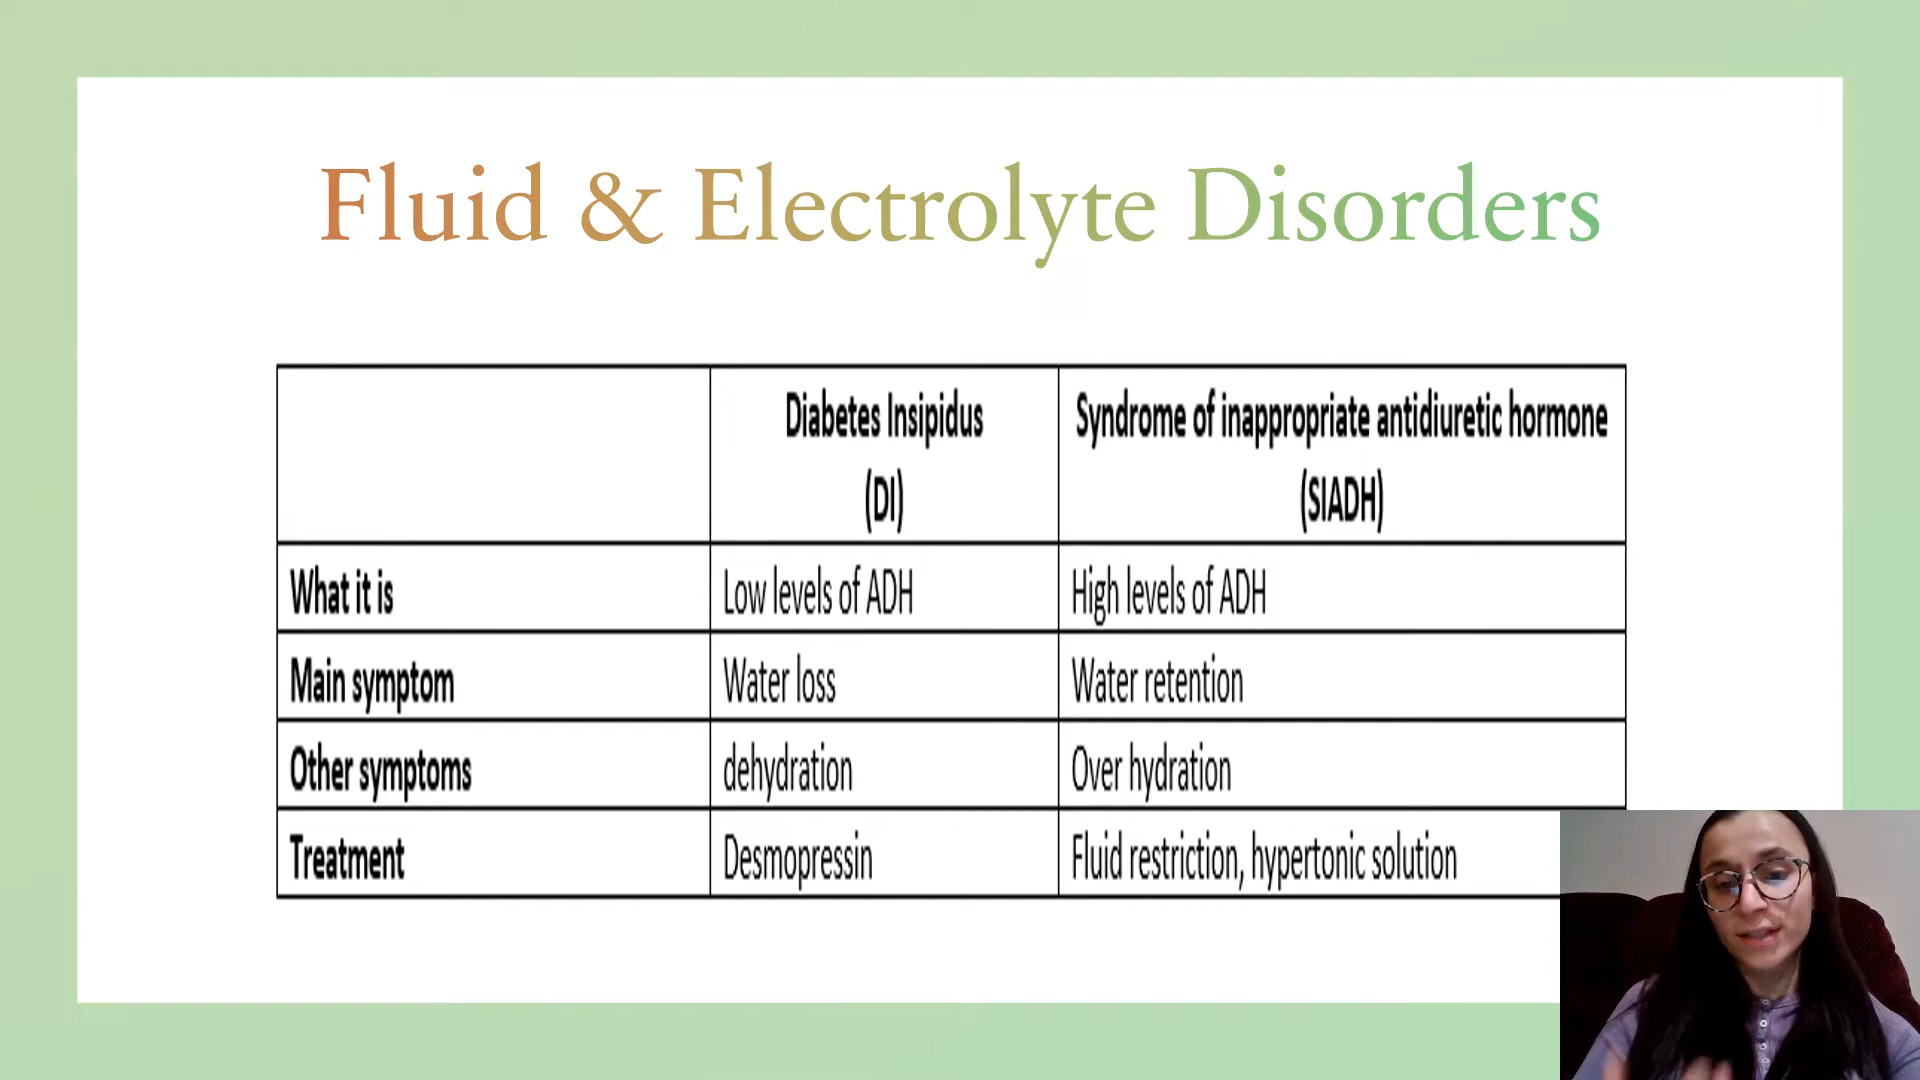 Fluid & Electrolyte Disorders
Diabetes Insipidus
(DI)
Syndrome of inappropriate antidiuretic hormone
(SIADH)
What it is
Low levels of ADH
High levels of ADH
Main symptom
Water loss
Water retention
Other symptoms
dehydration
Over hydration
Treatment
Desmopressin
Fluid restriction, hypertonic solution